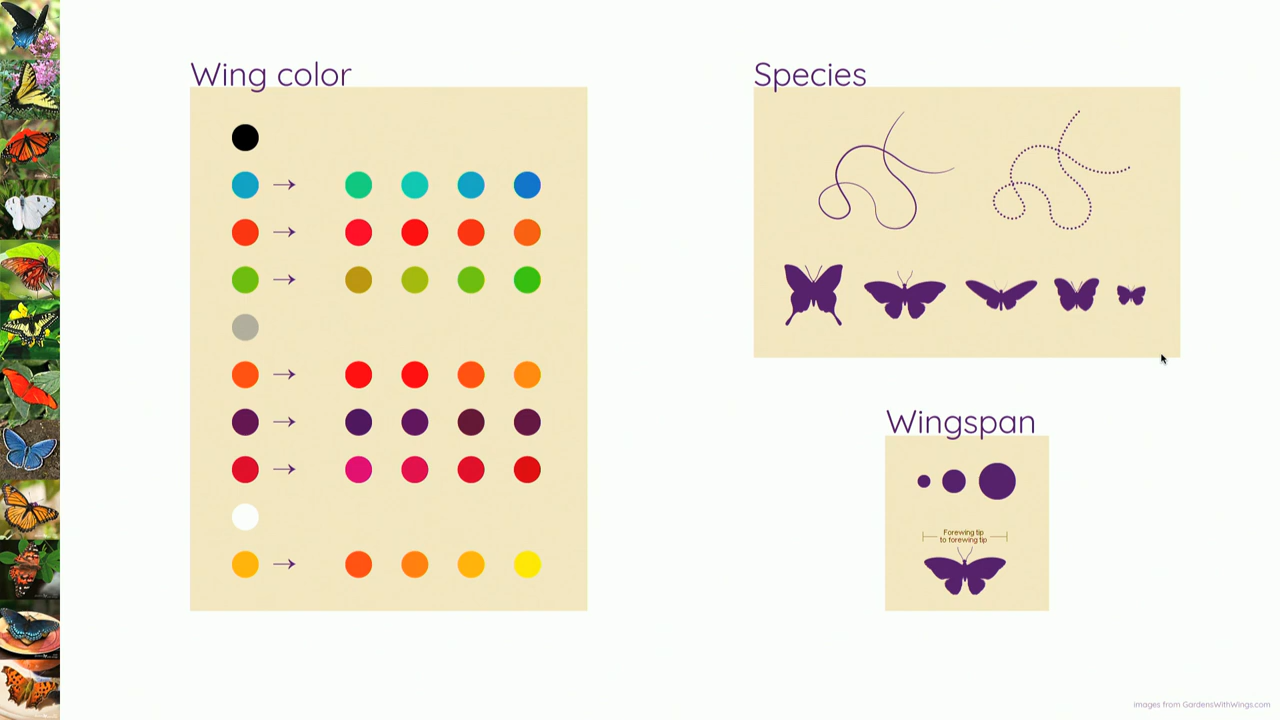 Wing color
Species
Wingspan
Forewing tip
to forewing tip
images from GardensWithWings.com